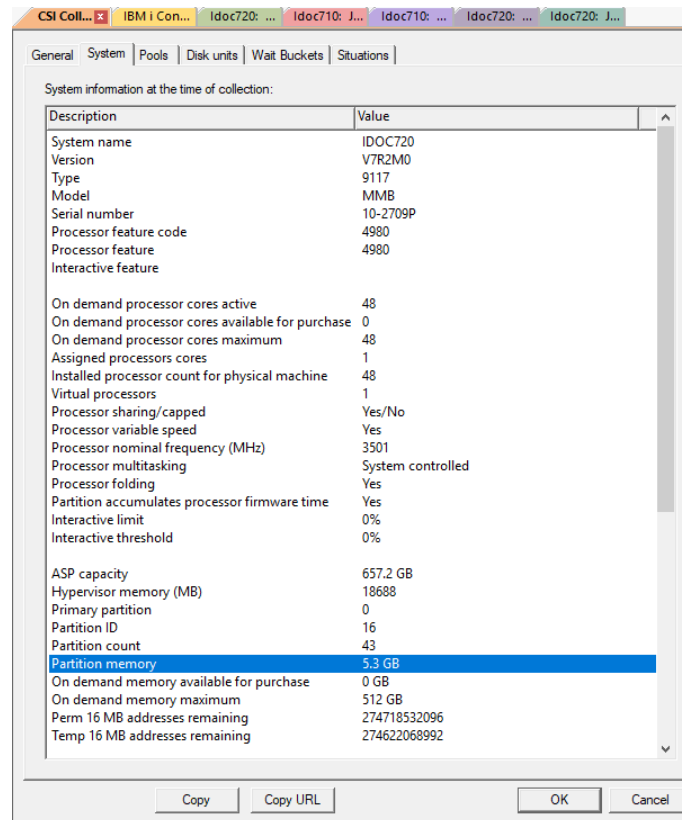 CSI Coll... IBM i Con... Idoc720: ... Idoc710: J... Idoc710: ... Idoc720: ... Idoc720: J...
General System Pools Disk units Wait Buckets Situations
System information at the time of collection:
Description Value
System name IDOC720
Version V7R2M0
Type 9117
Model MMB
Serial number 10-2709P
Processor feature code 4980
Processor feature 4980
Interactive feature
On demand processor cores active 48
On demand processor cores available for purchase 0
On demand processor cores maximum 48
Assigned processors cores 1
Installed processor count for physical machine 48
Virtual processors 1
Processor sharing/capped Yes/No
Processor variable speed Yes
Processor nominal frequency (MHz) 3501
Processor multitasking System controlled
Processor folding Yes
Partition accumulates processor firmware time Yes
Interactive limit 0%
Interactive threshold 0%
ASP capacity 657.2 GB
Hypervisor memory (MB) 18688
Primary partition 0
Partition ID 16
Partition count 43
Partition memory 5.3 GB
On demand memory available for purchase 0 GB
On demand memory maximum 512 GB
Perm 16 MB addresses remaining 274718532096
Temp 16 MB addresses remaining 274622068992
Copy Copy URL OK Cancel